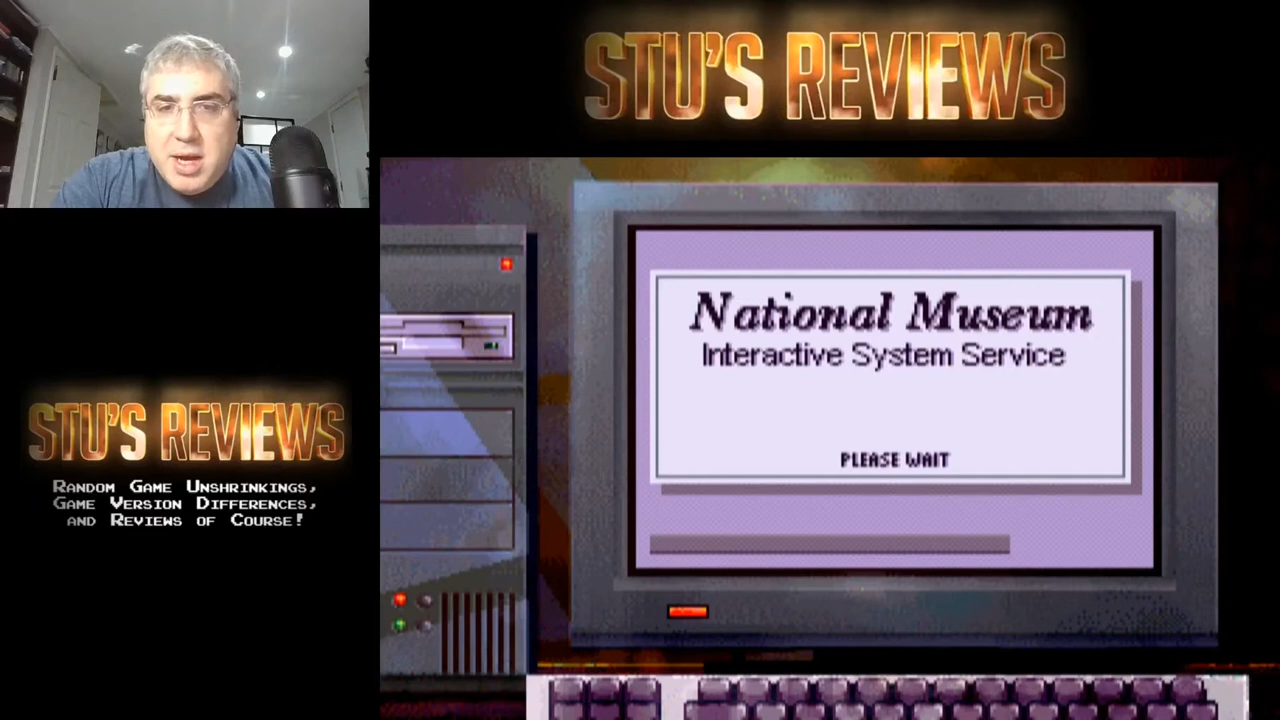 STU'S REVIEWS
National Museum
Interactive System Service
PLEASE WAIT
STU'S REVIEWS
Random Game Unshrinkings,
Game Version Differences,
and Reviews of Course!